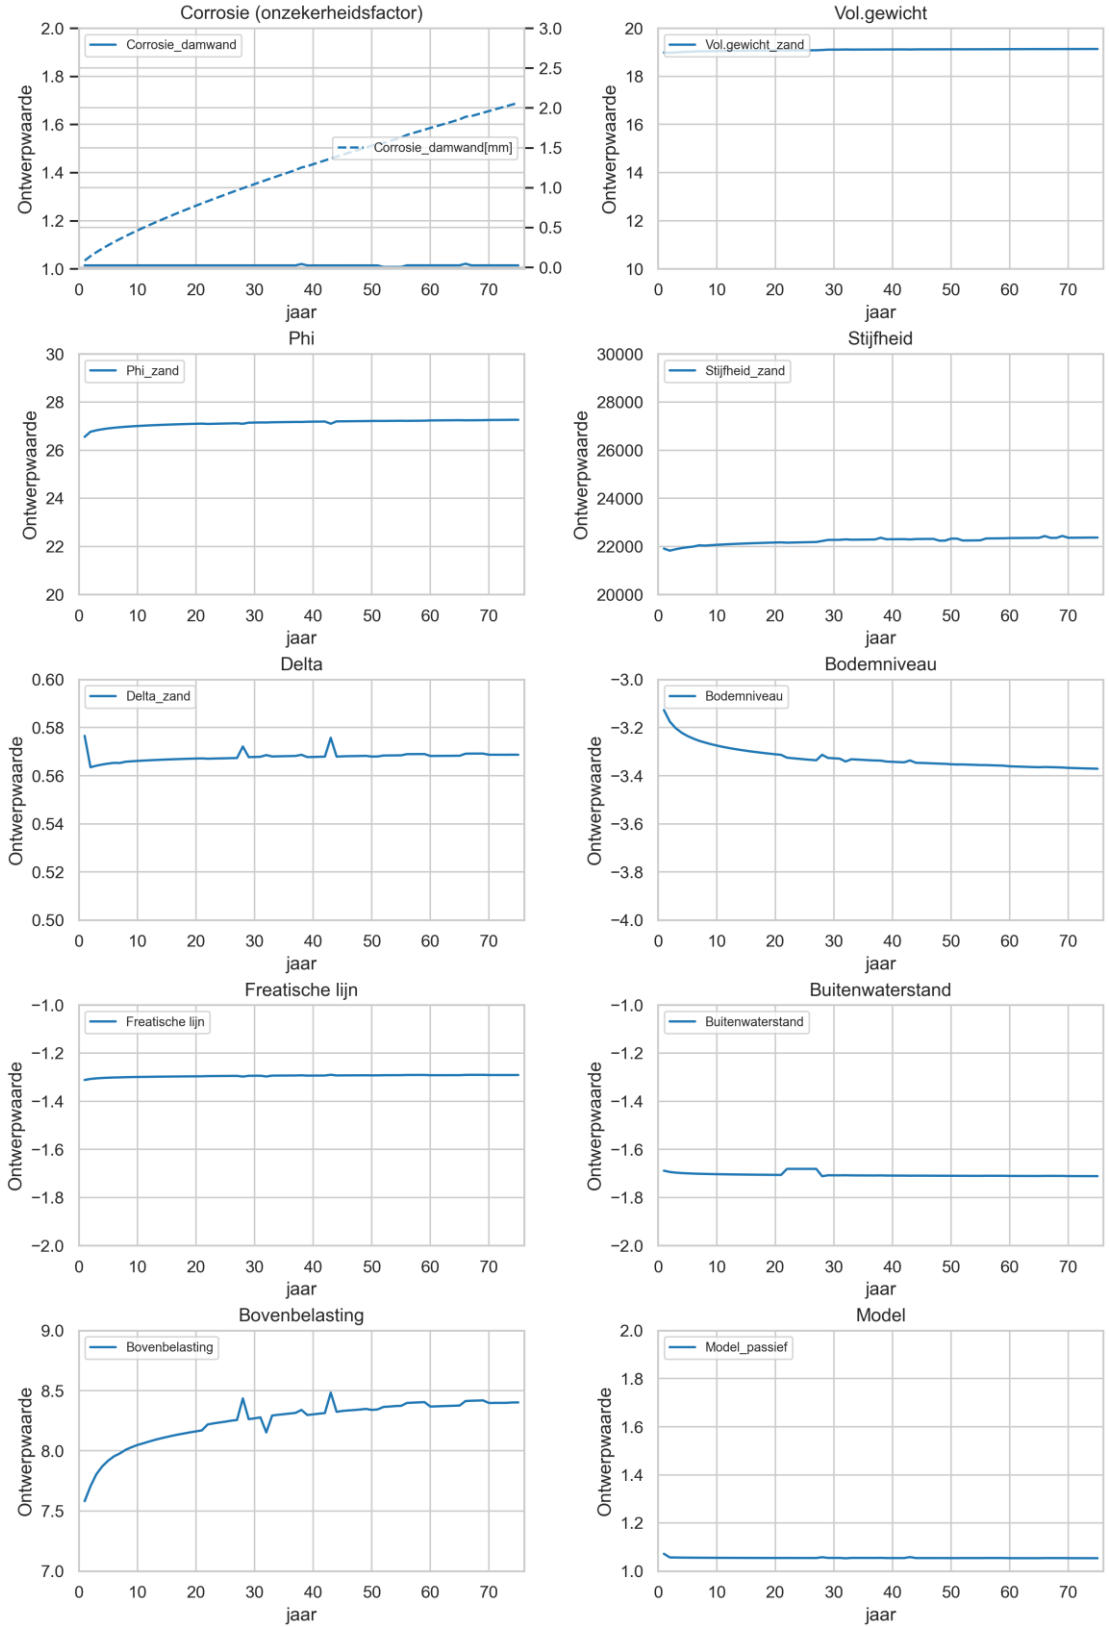 Corrosie (onzekerheidsfactor)
2.0
1.8
1.6
1.4
1.2
1.0
3.0
2.5
2.0
1.5
1.0
0.5
0.0
Ontwerpwaarde
Corrosie_damwand
Corrosie_damwand[mm]
0 10 20 30 40 50 60 70
jaar
Vol.gewicht
20
18
16
14
12
10
Ontwerpwaarde
Vol.gewicht_zand
0 10 20 30 40 50 60 70
jaar
Phi
30
28
26
24
22
20
Ontwerpwaarde
Phi_zand
0 10 20 30 40 50 60 70
jaar
Stijfheid
30000
28000
26000
24000
22000
20000
Ontwerpwaarde
Stijfheid_zand
0 10 20 30 40 50 60 70
jaar
Delta
0.60
0.58
0.56
0.54
0.52
0.50
Ontwerpwaarde
Delta_zand
0 10 20 30 40 50 60 70
jaar
Bodemniveau
−3.0
−3.2
−3.4
−3.6
−3.8
−4.0
Ontwerpwaarde
Bodemniveau
0 10 20 30 40 50 60 70
jaar
Freatische lijn
−1.0
−1.2
−1.4
−1.6
−1.8
−2.0
Ontwerpwaarde
Freatische lijn
0 10 20 30 40 50 60 70
jaar
Buitenwaterstand
−1.0
−1.2
−1.4
−1.6
−1.8
−2.0
Ontwerpwaarde
Buitenwaterstand
0 10 20 30 40 50 60 70
jaar
Bovenbelasting
9.0
8.5
8.0
7.5
7.0
Ontwerpwaarde
Bovenbelasting
0 10 20 30 40 50 60 70
jaar
Model
2.0
1.8
1.6
1.4
1.2
1.0
Ontwerpwaarde
Model_passief
0 10 20 30 40 50 60 70
jaar